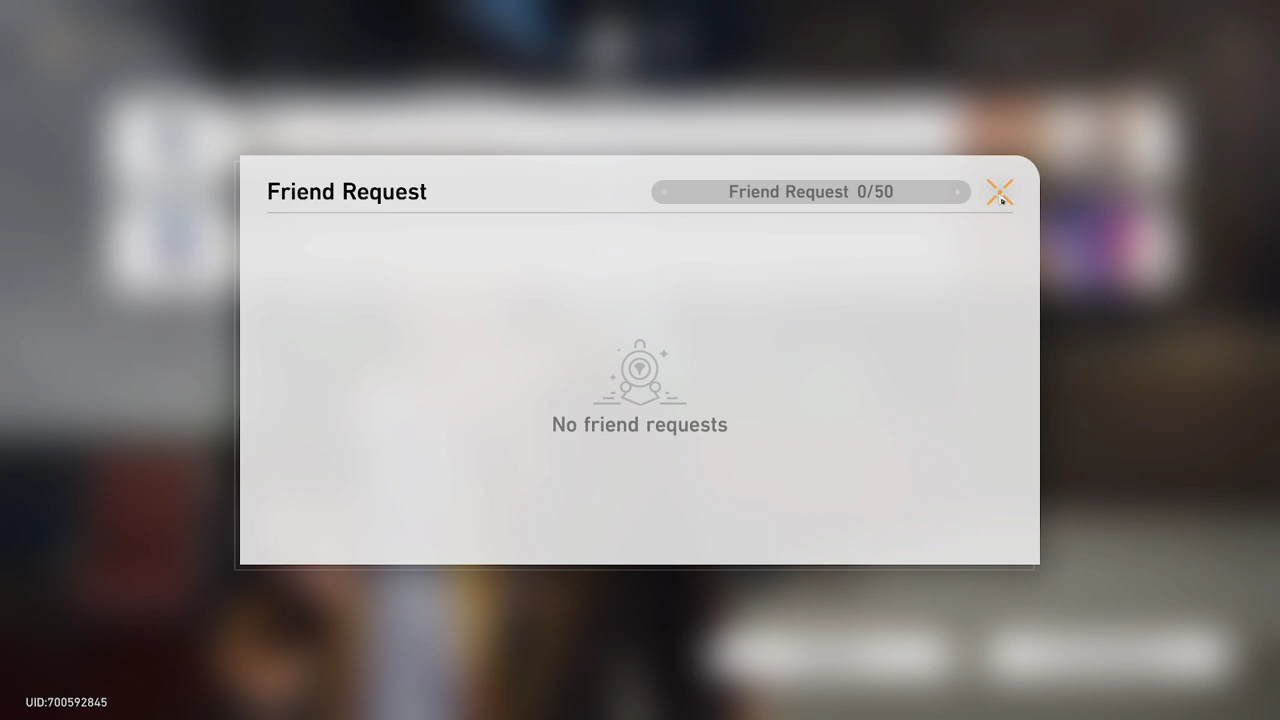 Friend Request
Friend Request 0/50
No friend requests
UID:700592845